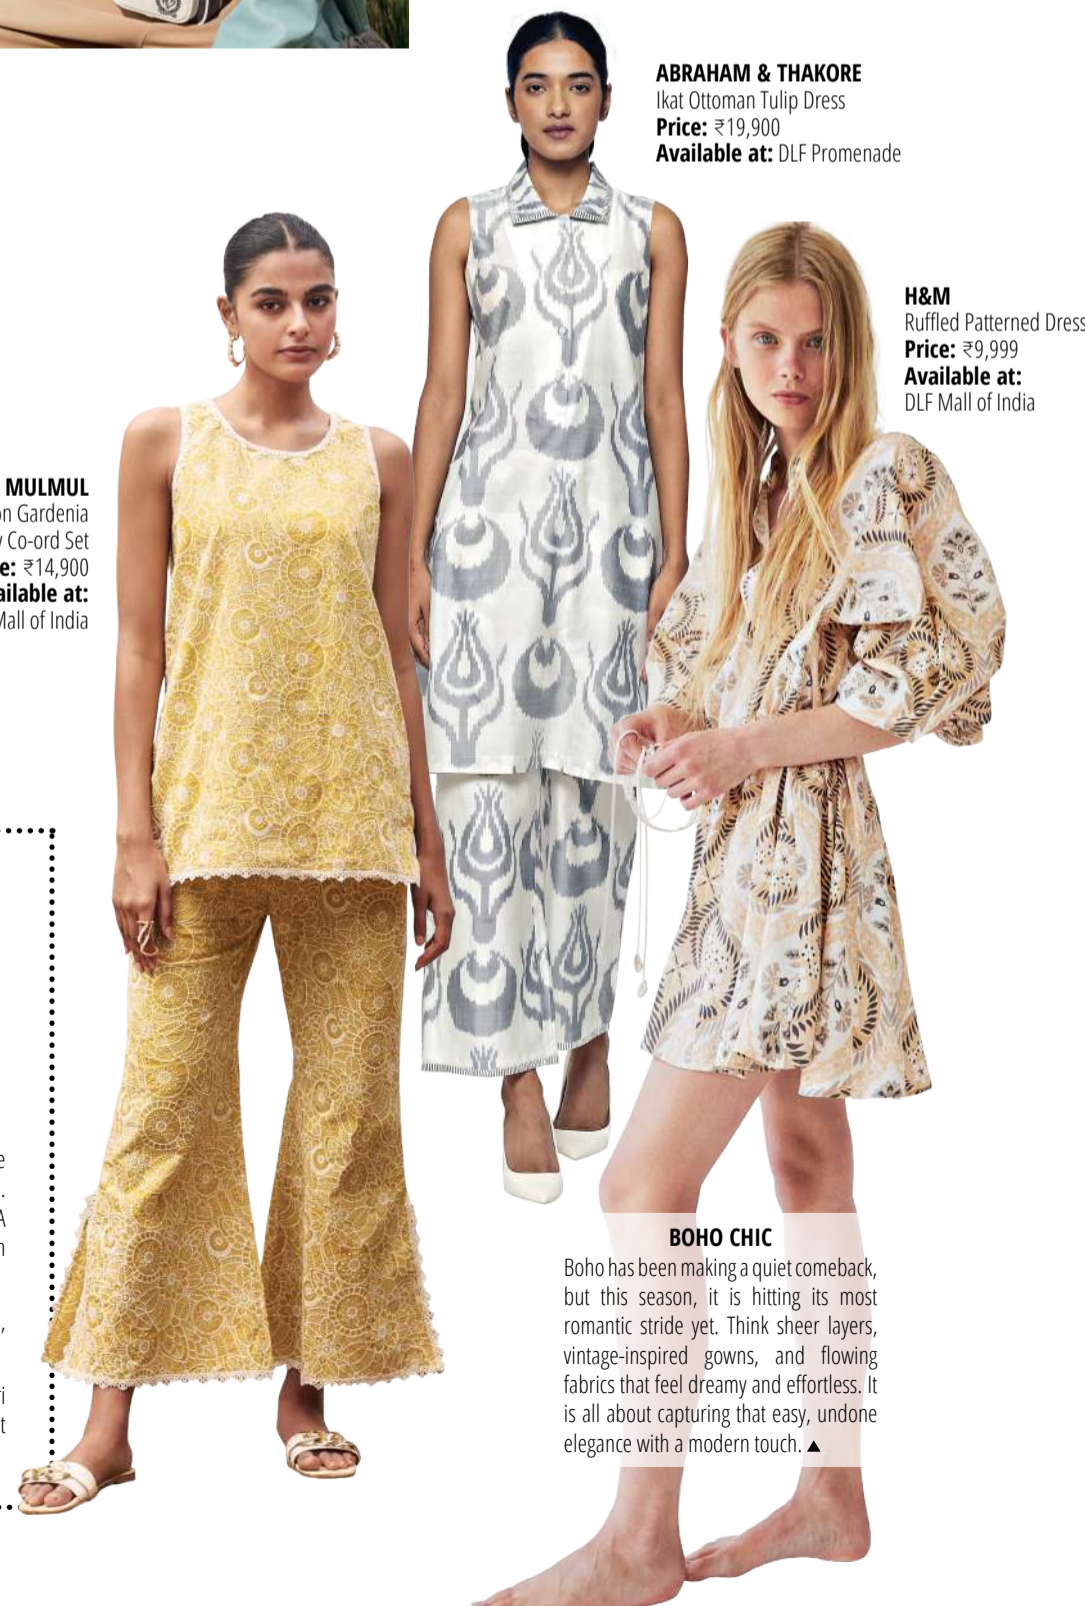 ABRAHAM & THAKORE
Ikat Ottoman Tulip Dress
Price: ₹19,900
Available at: DLF Promenade
H&M
Ruffled Patterned Dress
Price: ₹9,999
Available at:
DLF Mall of India
MULMUL
Gardenia
Co-ord Set
₹14,900
at:
of India
BOHO CHIC
Boho has been making a quiet comeback,
but this season, it is hitting its most
romantic stride yet. Think sheer layers,
vintage-inspired gowns, and flowing
fabrics that feel dreamy and effortless. It
is all about capturing that easy, undone
elegance with a modern touch. ▲